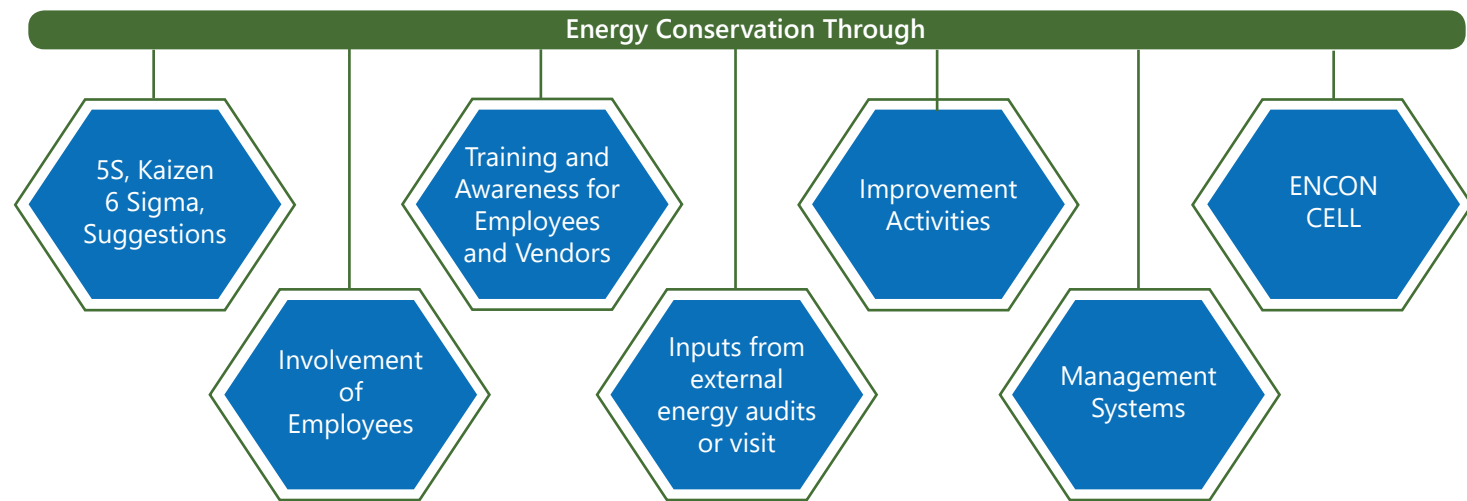 Energy Conservation Through
5S, Kaizen
6 Sigma,
Suggestions
Involvement
of
Employees
Training and
Awareness for
Employees
and Vendors
Inputs from
external
energy audits
or visit
Improvement
Activities
Management
Systems
ENCON
CELL